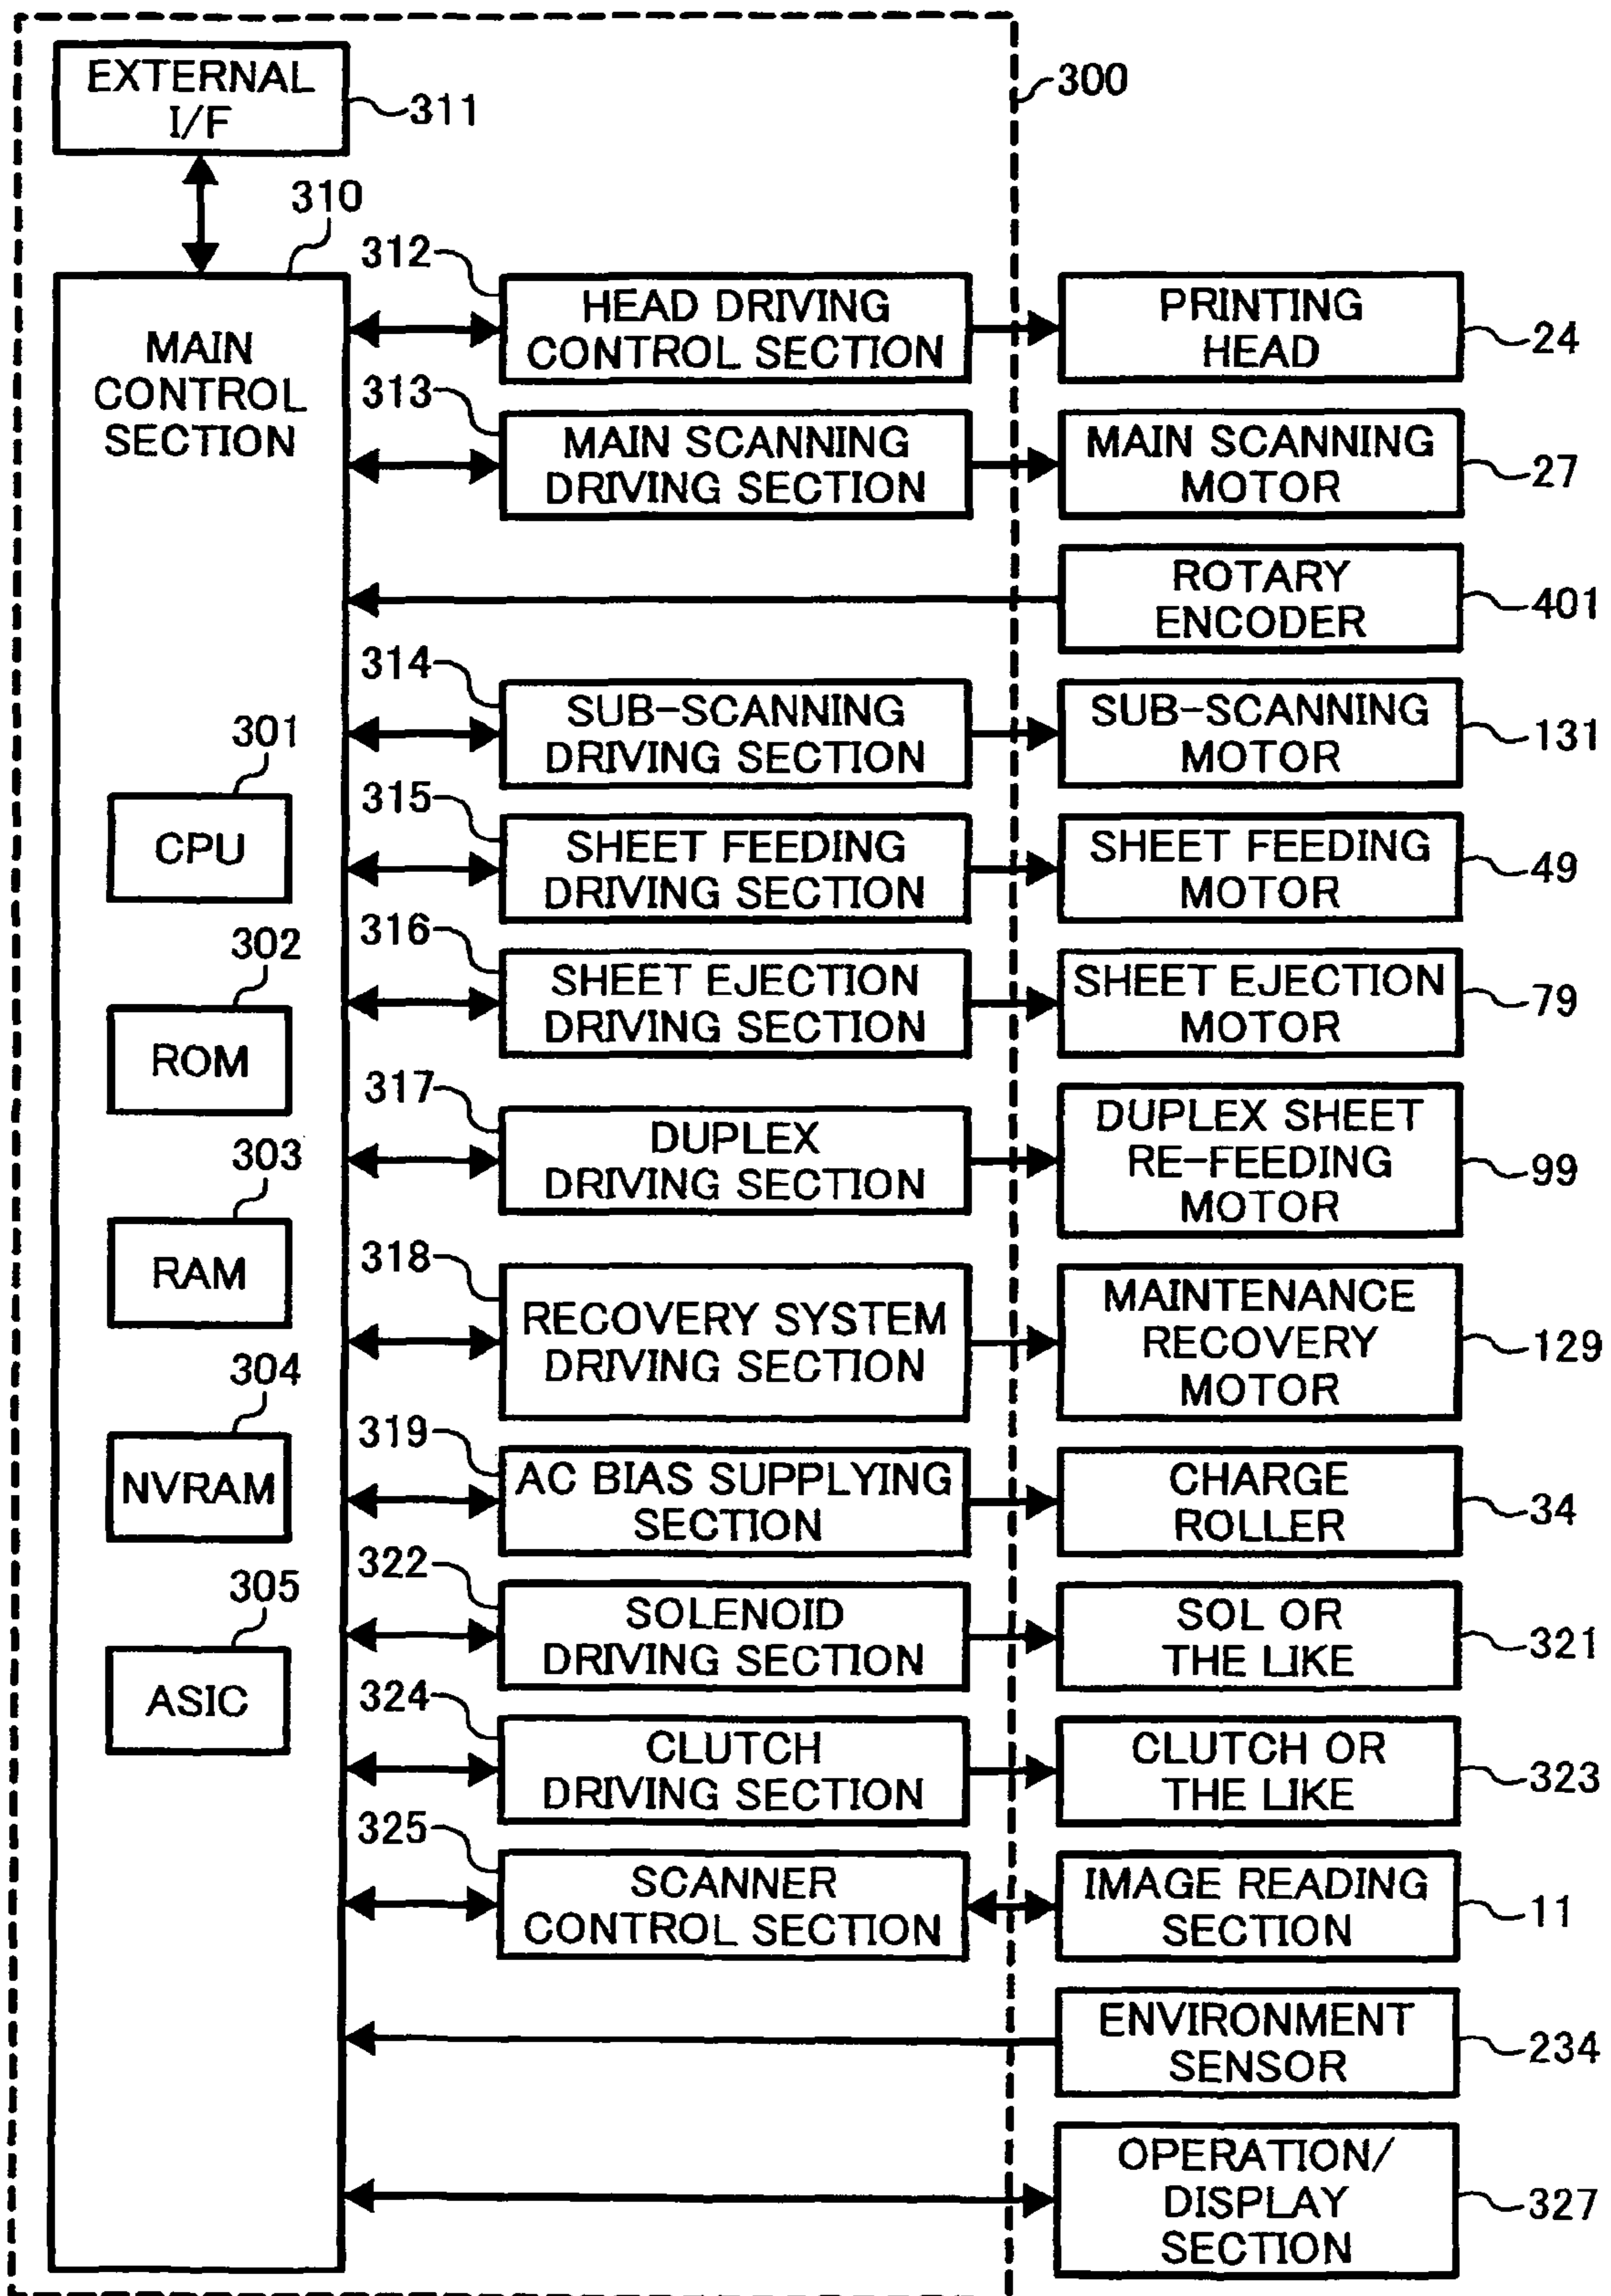 EXTERNAL
I/F
311
300
310
MAIN
CONTROL
SECTION
312
HEAD DRIVING
CONTROL SECTION
PRINTING
HEAD
24
313
MAIN SCANNING
DRIVING SECTION
MAIN SCANNING
MOTOR
27
ROTARY
ENCODER
401
314
SUB-SCANNING
DRIVING SECTION
SUB-SCANNING
MOTOR
131
301
CPU
315
SHEET FEEDING
DRIVING SECTION
SHEET FEEDING
MOTOR
49
302
ROM
316
SHEET EJECTION
DRIVING SECTION
SHEET EJECTION
MOTOR
79
317
DUPLEX
DRIVING SECTION
DUPLEX SHEET
RE-FEEDING
MOTOR
99
303
RAM
318
RECOVERY SYSTEM
DRIVING SECTION
MAINTENANCE
RECOVERY
MOTOR
129
304
NVRAM
319
AC BIAS SUPPLYING
SECTION
CHARGE
ROLLER
34
305
ASIC
322
SOLENOID
DRIVING SECTION
SOL OR
THE LIKE
321
324
CLUTCH
DRIVING SECTION
CLUTCH OR
THE LIKE
323
325
SCANNER
CONTROL SECTION
IMAGE READING
SECTION
11
ENVIRONMENT
SENSOR
234
OPERATION/
DISPLAY
SECTION
327